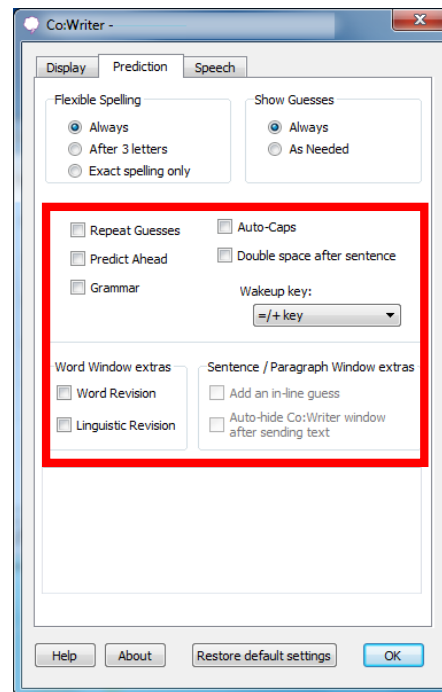 Co:Writer -
Display Prediction Speech
Flexible Spelling
Always
After 3 letters
Exact spelling only
Show Guesses
Always
As Needed
Repeat Guesses
Predict Ahead
Grammar
Auto-Caps
Double space after sentence
Wakeup key:
=/+ key
Word Window extras
Word Revision
Linguistic Revision
Sentence / Paragraph Window extras
Add an in-line guess
Auto-hide Co:Writer window
after sending text
Help About Restore default settings OK